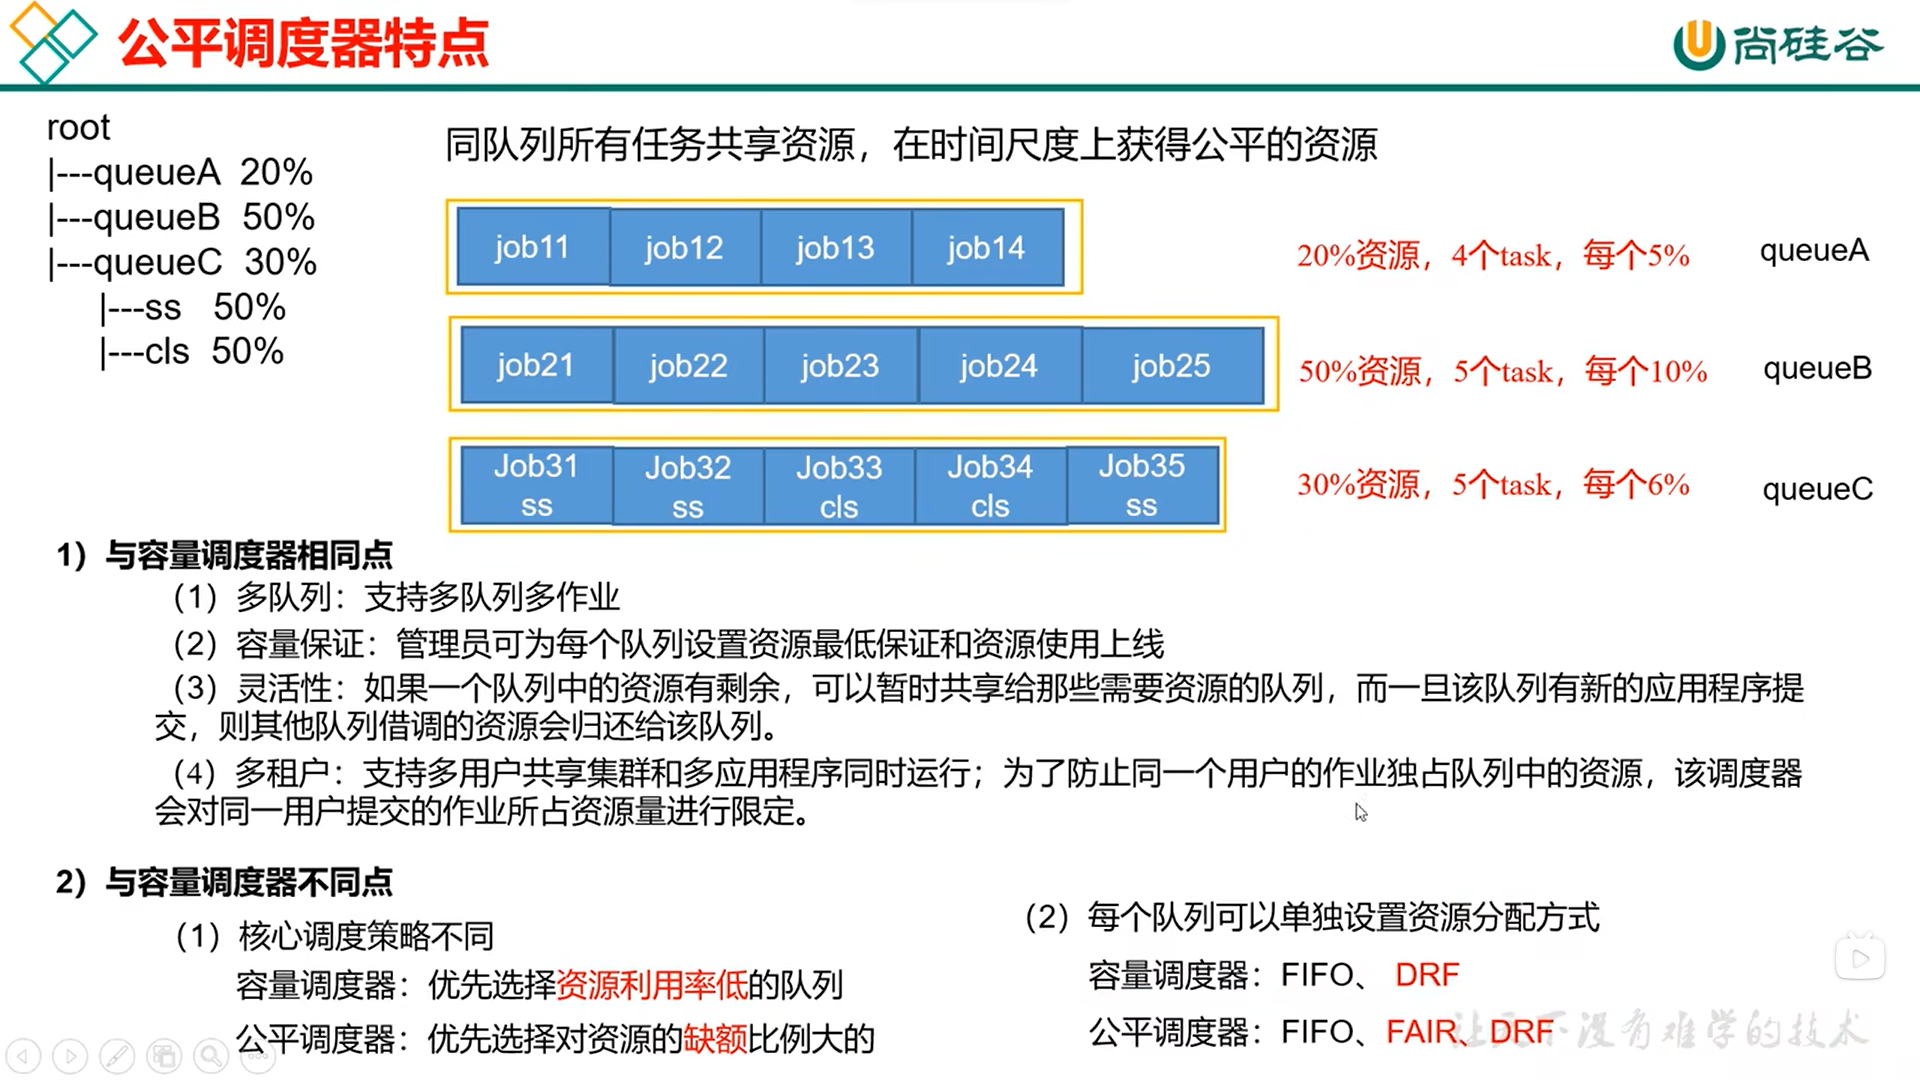 公平调度器特点
尚硅谷
root
|---queueA 20%
|---queueB 50%
|---queueC 30%
|---ss 50%
|---cls 50%
同队列所有任务共享资源，在时间尺度上获得公平的资源
job11 job12 job13 job14
20%资源，4个task，每个5%
queueA
job21 job22 job23 job24 job25
50%资源，5个task，每个10%
queueB
Job31 Job32 Job33 Job34 Job35
ss ss cls cls ss
30%资源，5个task，每个6%
queueC
1）与容量调度器相同点
（1）多队列：支持多队列多作业
（2）容量保证：管理员可为每个队列设置资源最低保证和资源使用上线
（3）灵活性：如果一个队列中的资源有剩余，可以暂时共享给那些需要资源的队列，而一旦该队列有新的应用程序提
交，则其他队列借调的资源会归还给该队列。
（4）多租户：支持多用户共享集群和多应用程序同时运行；为了防止同一个用户的作业独占队列中的资源，该调度器
会对同一用户提交的作业所占资源量进行限定。
2）与容量调度器不同点
（1）核心调度策略不同
容量调度器：优先选择资源利用率低的队列
公平调度器：优先选择对资源的缺额比例大的
（2）每个队列可以单独设置资源分配方式
容量调度器：FIFO、 DRF
公平调度器：FIFO、FAIR、DRF
让天下没有难学的技术